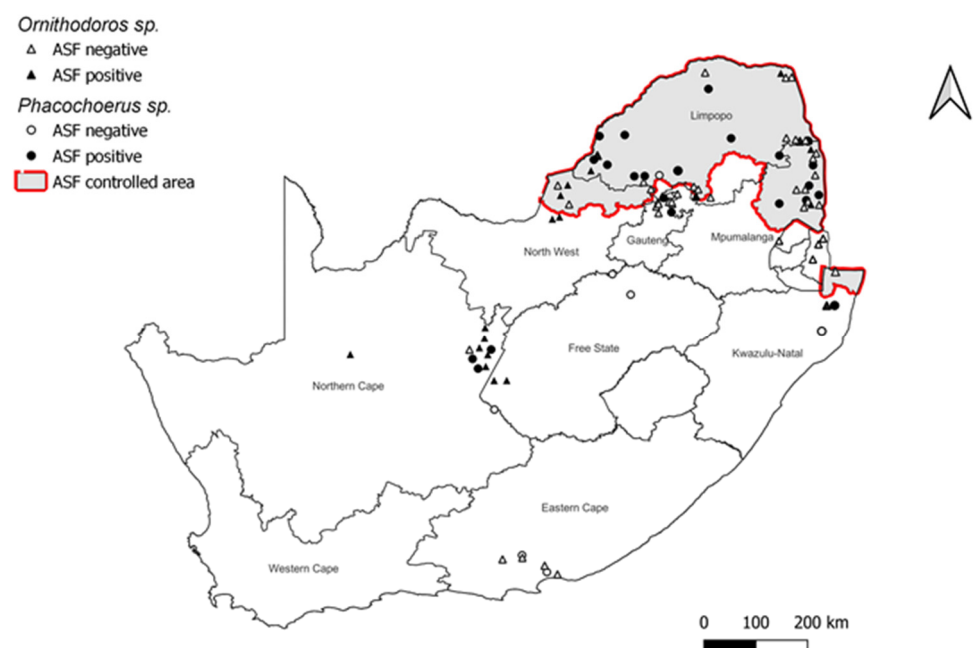 Ornithodoros sp.
ASF negative
ASF positive
Phacochoerus sp.
ASF negative
ASF positive
ASF controlled area
Limpopo
North West
Gauteng
Mpumalanga
Free State
Kwazulu-Natal
Northern Cape
Eastern Cape
Western Cape
0 100 200 km